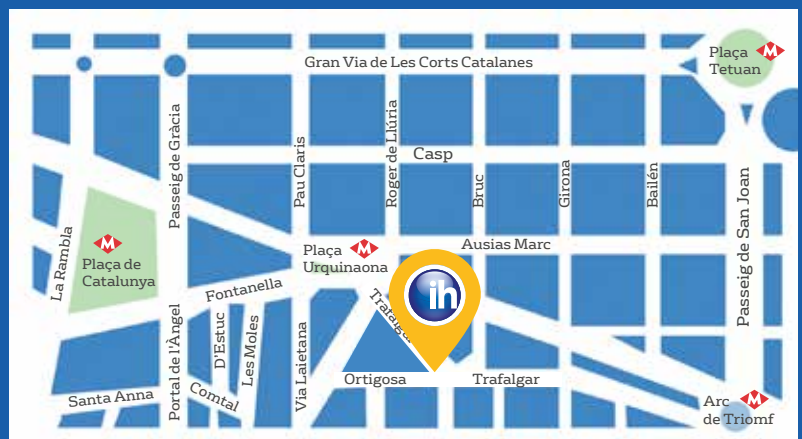 Gran Via de Les Corts Catalanes
Plaça
Tetuan
M
Passeig de Gràcia
Pau Claris
Roger de Llúria
Casp
Bruc
Girona
Bailén
Passeig de San Joan
La Rambla
M
Plaça de
Catalunya
Plaça
Urquinaona
M
Ausias Marc
Fontanella
Trafalgar
ih
Portal de l'Àngel
D'Estuc
Les Moles
Via Laietana
Santa Anna
Comtal
Ortigosa
Trafalgar
Arc
de Triomf
M